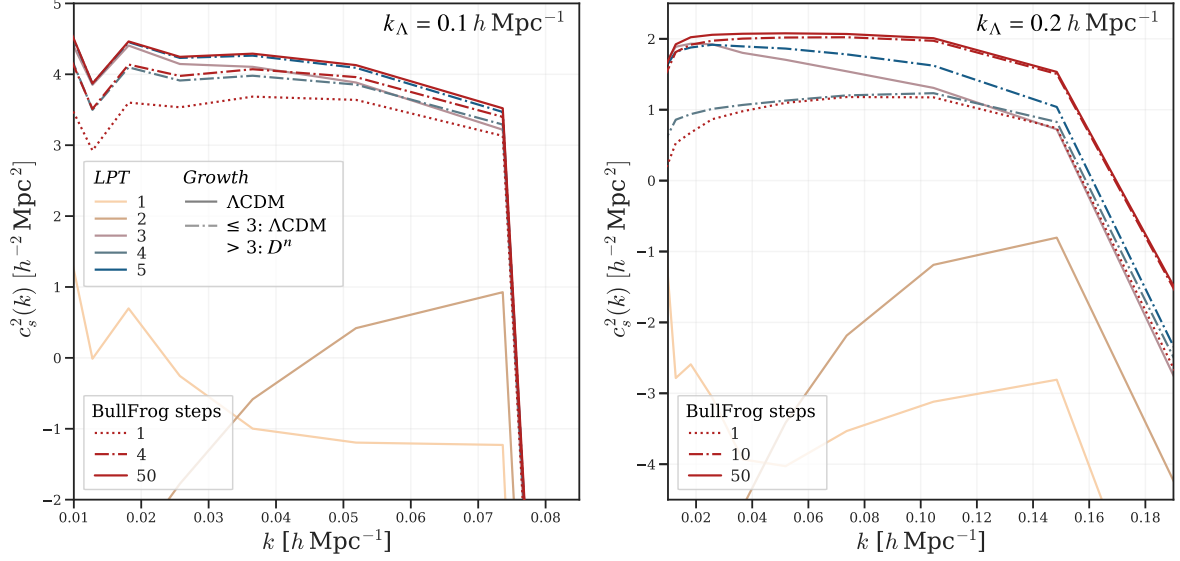 k_Λ = 0.1 h Mpc⁻¹
c_s²(k) [h⁻² Mpc²]
5
4
3
2
1
0
−1
−2
LPT
1
2
3
4
5
Growth
ΛCDM
≤ 3: ΛCDM
> 3: Dⁿ
BullFrog steps
1
4
50
0.01 0.02 0.03 0.04 0.05 0.06 0.07 0.08
k [h Mpc⁻¹]
k_Λ = 0.2 h Mpc⁻¹
c_s²(k) [h⁻² Mpc²]
2
1
0
−1
−2
−3
−4
BullFrog steps
1
10
50
0.02 0.04 0.06 0.08 0.10 0.12 0.14 0.16 0.18
k [h Mpc⁻¹]